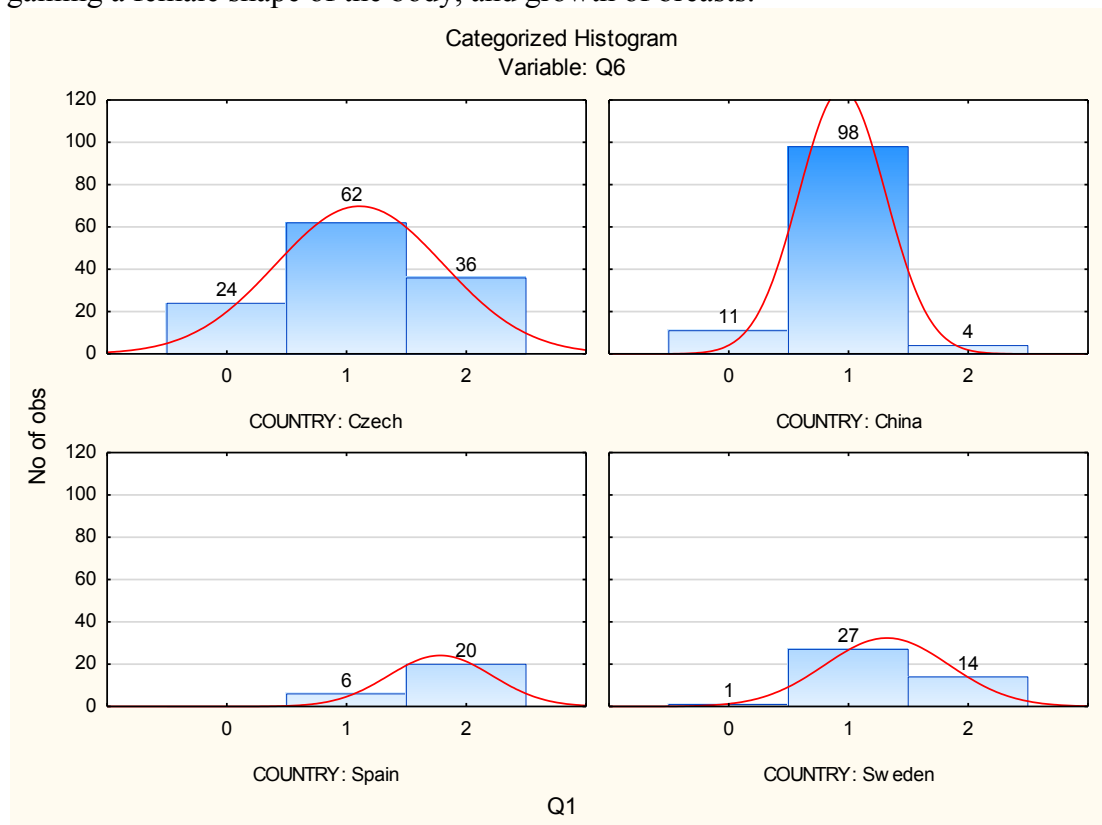 gaining a female shape of the body, and growth of breasts.
Categorized Histogram
Variable: Q6
120
100
80
60
40
20
0
24
62
36
0 1 2
COUNTRY: Czech
11
98
4
0 1 2
COUNTRY: China
No of obs
120
100
80
60
40
20
0
6
20
0 1 2
COUNTRY: Spain
1
27
14
0 1 2
COUNTRY: Sweden
Q1